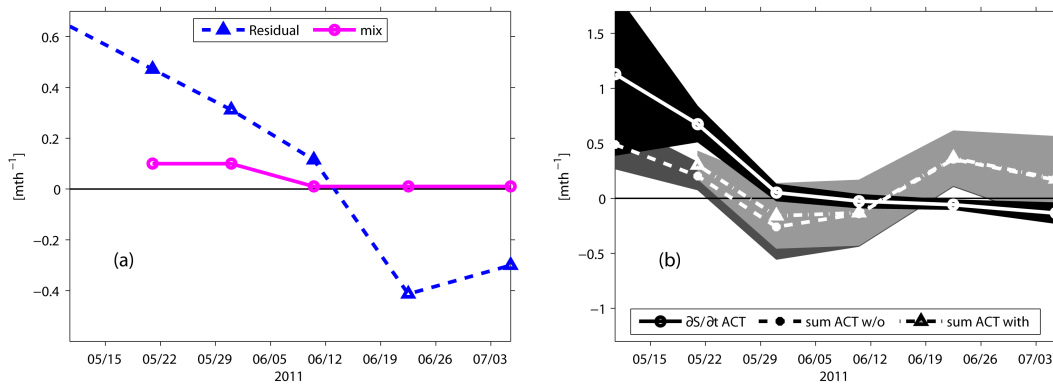 Residual mix
0.6
0.4
0.2
0
−0.2
−0.4
[mth −1]
(a)
05/15 05/22 05/29 06/05 06/12 06/19 06/26 07/03
2011
1.5
1
0.5
0
−0.5
−1
[mth −1]
(b)
∂S/∂t ACT sum ACT w/o sum ACT with
05/15 05/22 05/29 06/05 06/12 06/19 06/26 07/03
2011